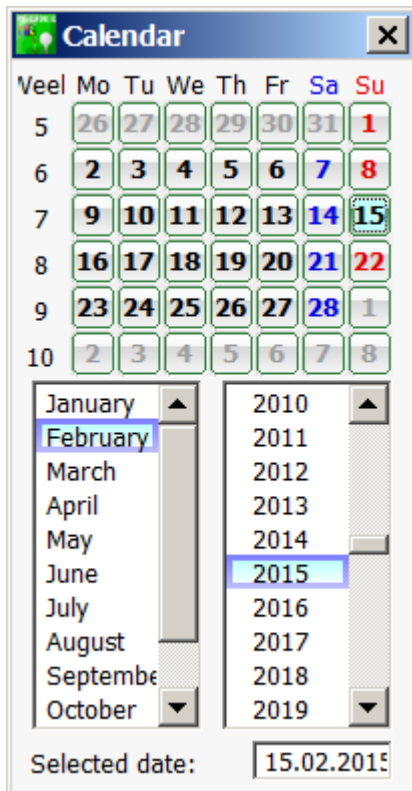 Calendar
Weel Mo Tu We Th Fr Sa Su
5 26 27 28 29 30 31 1
6 2 3 4 5 6 7 8
7 9 10 11 12 13 14 15
8 16 17 18 19 20 21 22
9 23 24 25 26 27 28 1
10 2 3 4 5 6 7 8
January 2010
February 2011
March 2012
April 2013
May 2014
June 2015
July 2016
August 2017
Septembe 2018
October 2019
Selected date: 15.02.2015